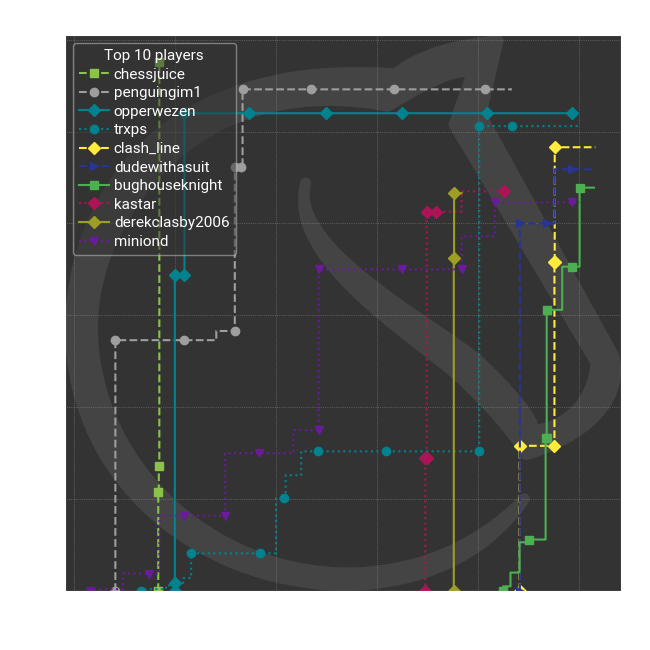 Top 10 players
chessjuice
penguingim1
opperwezen
trxps
clash_line
dudewithasuit
bughouseknight
kastar
derekclasby2006
miniond